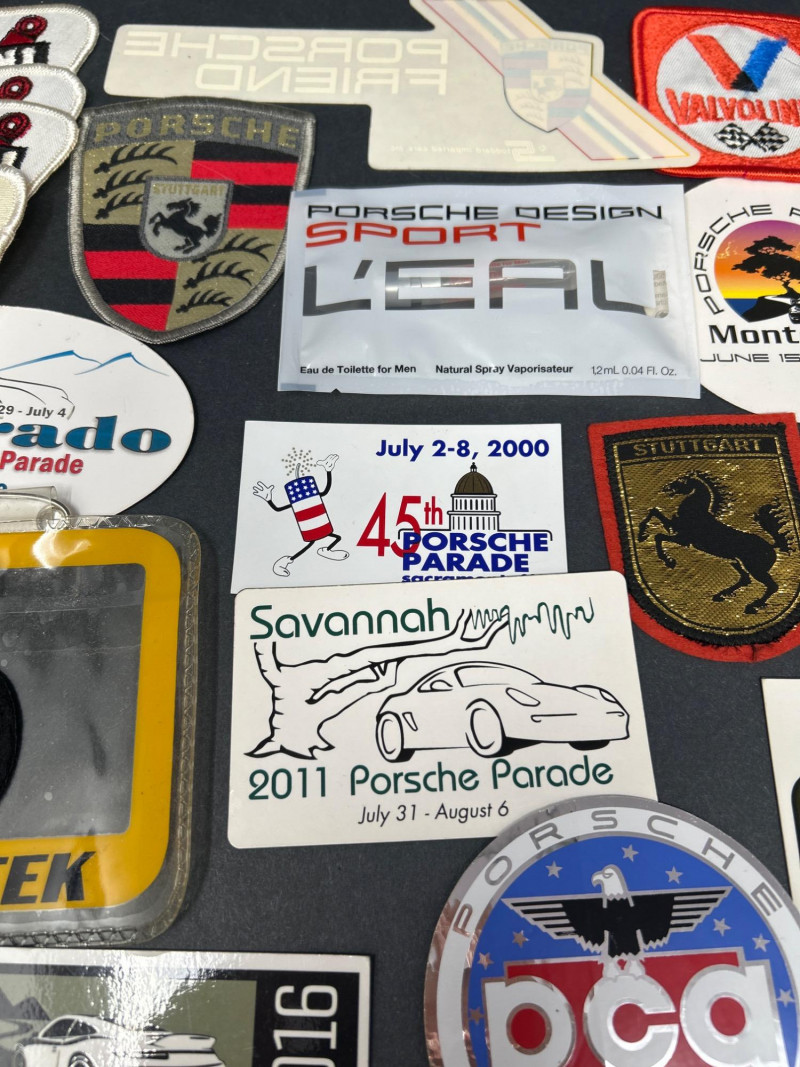 PORSCHE
FRIEND
VALVOLIN
PORSCHE
STUTTGART
PORSCHE DESIGN
SPORT
L'EAU
Eau de Toilette for Men Natural Spray Vaporisateur 1.2mL 0.04 Fl. Oz.
PORSCHE
Mont
JUNE 15
29 - July 4
rado
Parade
July 2-8, 2000
45th
PORSCHE
PARADE
STUTTGART
Savannah
2011 Porsche Parade
July 31 - August 6
TEK
PORSCHE
pca
016